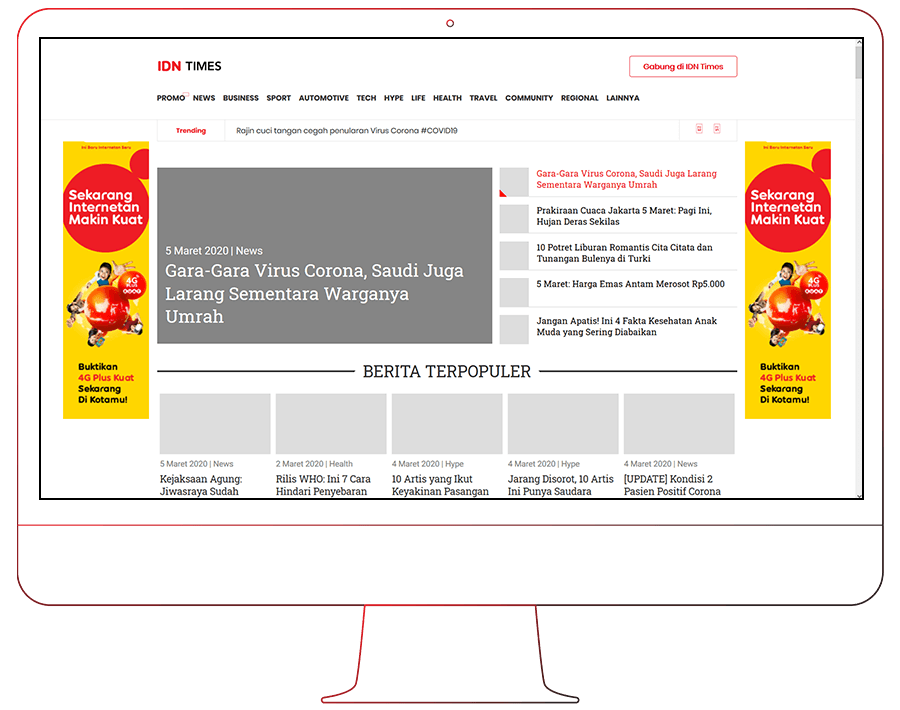 IDN TIMES
Gabung di IDN Times
PROMO NEWS BUSINESS SPORT AUTOMOTIVE TECH HYPE LIFE HEALTH TRAVEL COMMUNITY REGIONAL LAINNYA
Trending
Rajin cuci tangan cegah penularan Virus Corona #COVID19
Ini Baru Internetan Baru
Sekarang
Internetan
Makin Kuat
4G
PLUS
KUAT
Buktikan
4G Plus Kuat
Sekarang
Di Kotamu!
5 Maret 2020 | News
Gara-Gara Virus Corona, Saudi Juga
Larang Sementara Warganya
Umrah
Gara-Gara Virus Corona, Saudi Juga Larang
Sementara Warganya Umrah
Prakiraan Cuaca Jakarta 5 Maret: Pagi Ini,
Hujan Deras Sekilas
10 Potret Liburan Romantis Cita Citata dan
Tunangan Bulenya di Turki
5 Maret: Harga Emas Antam Merosot Rp5.000
Jangan Apatis! Ini 4 Fakta Kesehatan Anak
Muda yang Sering Diabaikan
Ini Baru Internetan Baru
Sekarang
Internetan
Makin Kuat
4G
PLUS
KUAT
Buktikan
4G Plus Kuat
Sekarang
Di Kotamu!
BERITA TERPOPULER
5 Maret 2020 | News
Kejaksaan Agung:
Jiwasraya Sudah
2 Maret 2020 | Health
Rilis WHO: Ini 7 Cara
Hindari Penyebaran
4 Maret 2020 | Hype
10 Artis yang Ikut
Keyakinan Pasangan
4 Maret 2020 | Hype
Jarang Disorot, 10 Artis
Ini Punya Saudara
4 Maret 2020 | News
[UPDATE] Kondisi 2
Pasien Positif Corona